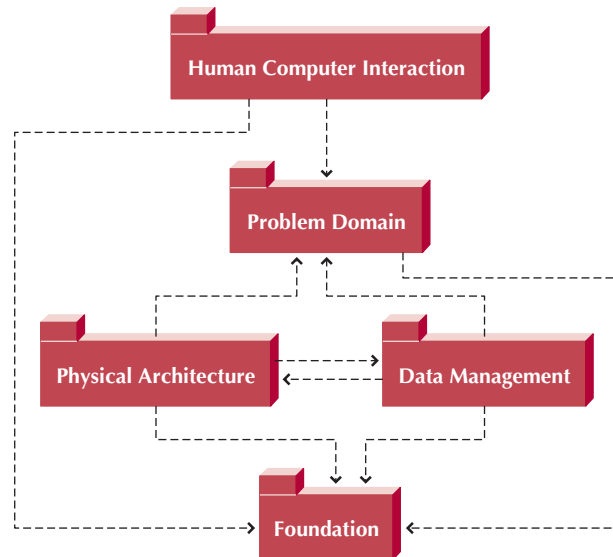 Human Computer Interaction
Problem Domain
Physical Architecture
Data Management
Foundation